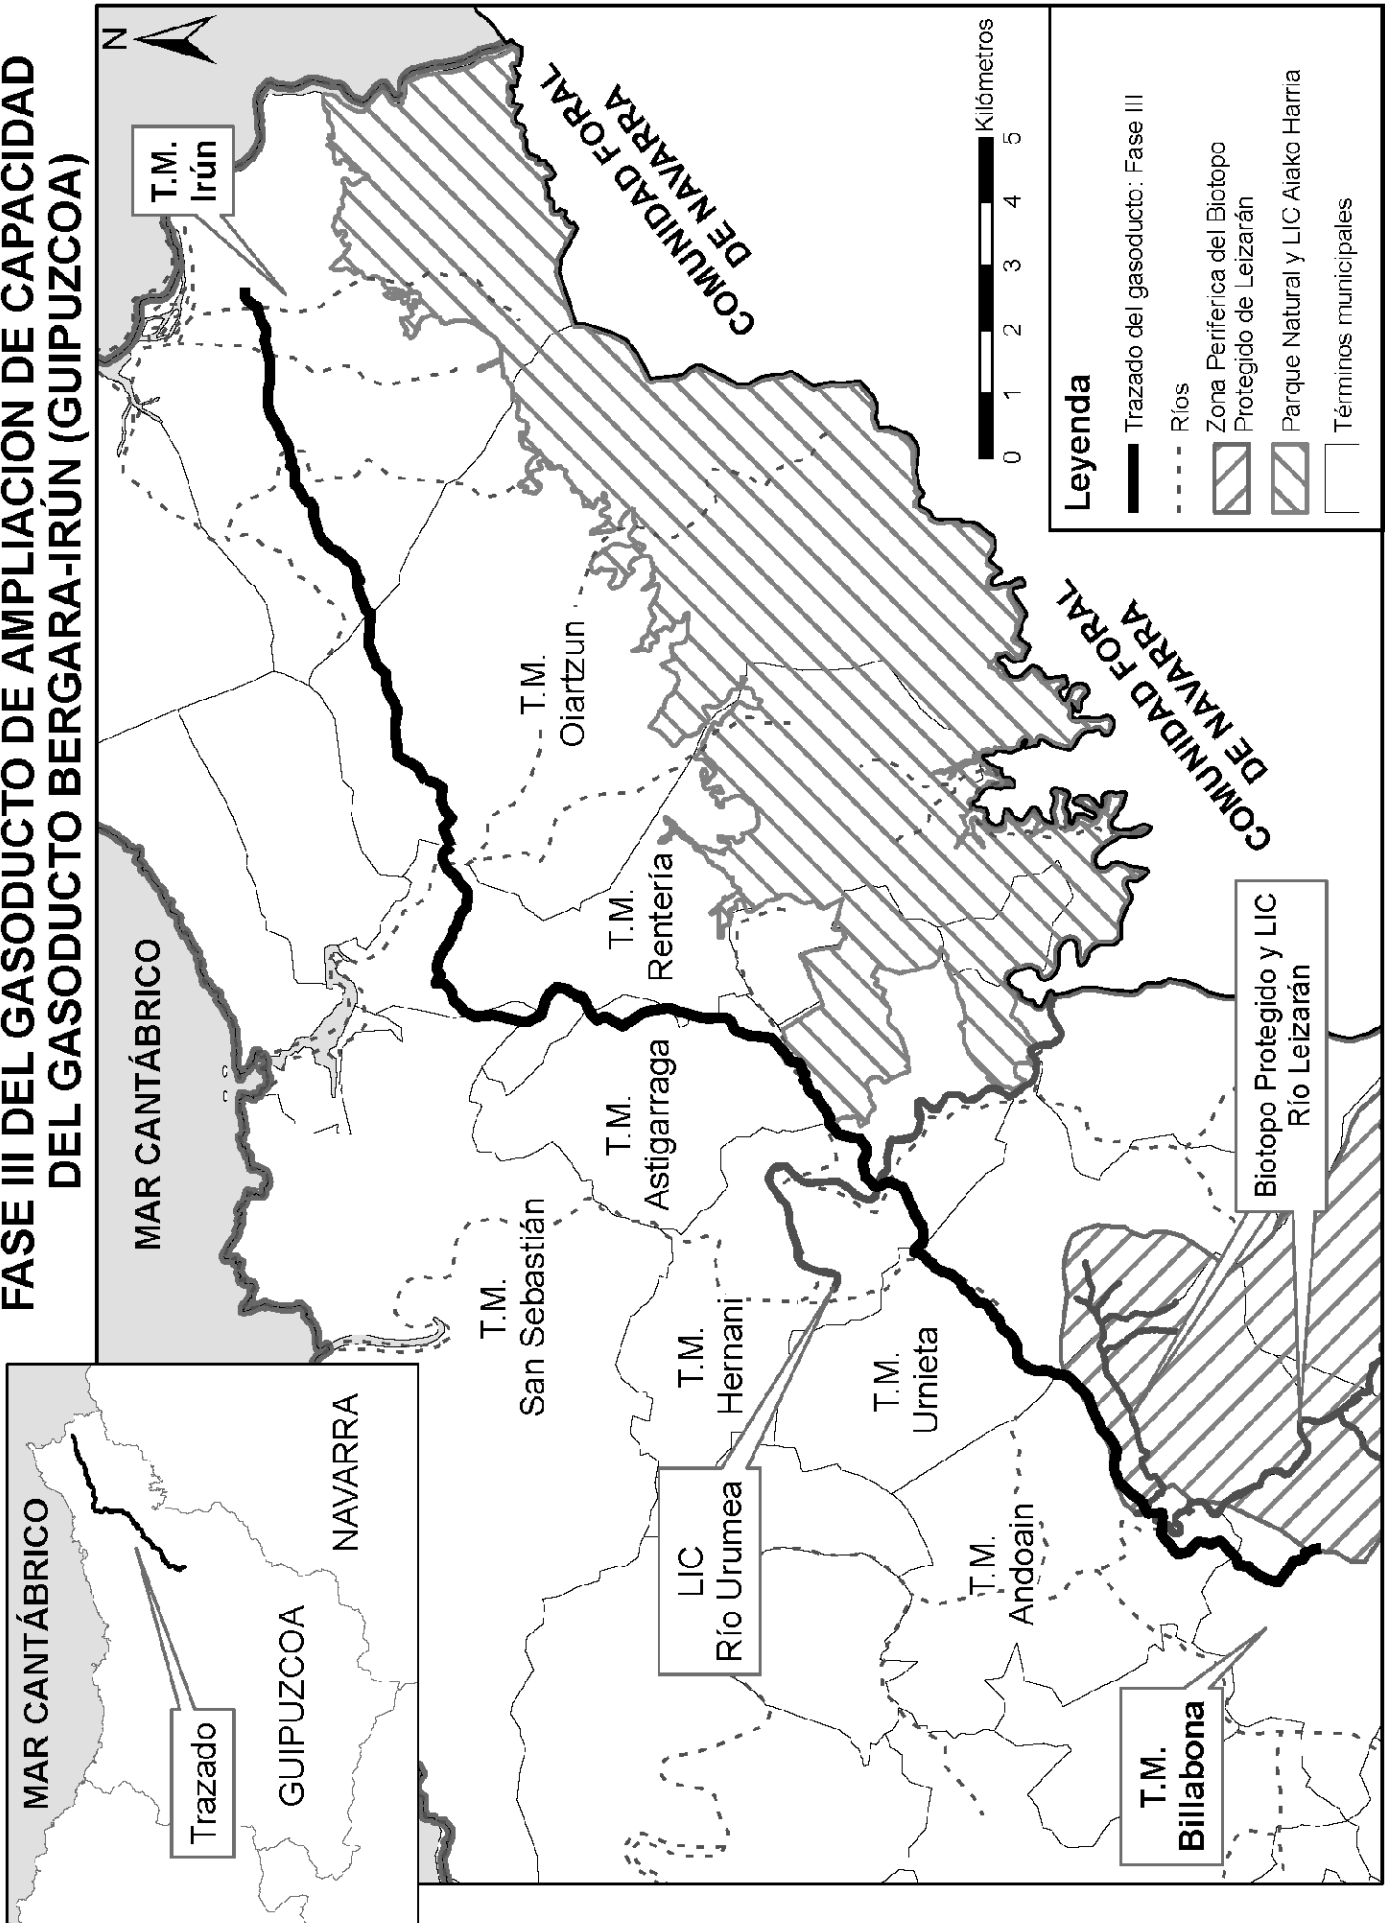 FASE III DEL GASODUCTO DE AMPLIACION DE CAPACIDAD
DEL GASODUCTO BERGARA-IRÚN (GUIPUZCOA)
MAR CANTÁBRICO
Trazado
GUIPUZCOA
NAVARRA
MAR CANTÁBRICO
N
T.M.
Irún
COMUNIDAD FORAL
DE NAVARRA
T.M.
San Sebastián
T.M.
Astigarraga
T.M.
Rentería
T.M.
Oiartzun
T.M.
Hernani
LIC
Río Urumea
T.M.
Urnieta
T.M.
Andoain
T.M.
Billabona
Biotopo Protegido y LIC
Río Leizarán
COMUNIDAD FORAL
DE NAVARRA
0 1 2 3 4 5
Kilómetros
Leyenda
Trazado del gasoducto: Fase III
Ríos
Zona Periferica del Biotopo
Protegido de Leizarán
Parque Natural y LIC Aiako Harria
Términos municipales